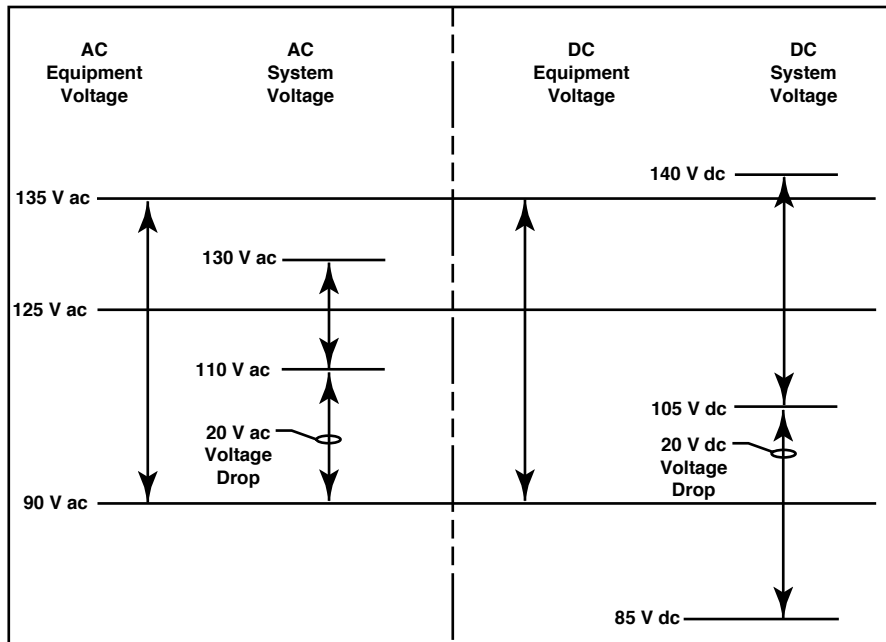 AC
Equipment
Voltage
AC
System
Voltage
DC
Equipment
Voltage
DC
System
Voltage
140 V dc
135 V ac
130 V ac
125 V ac
110 V ac
105 V dc
20 V ac
Voltage
Drop
20 V dc
Voltage
Drop
90 V ac
85 V dc